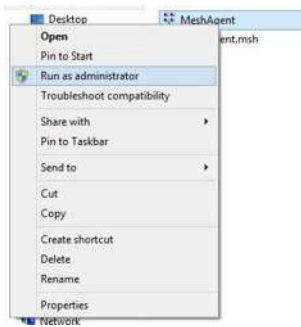 Desktop
MeshAgent
Open
ent.msh
Pin to Start
Run as administrator
Troubleshoot compatibility
Share with
Pin to Taskbar
Send to
Cut
Copy
Create shortcut
Delete
Rename
Properties
Network